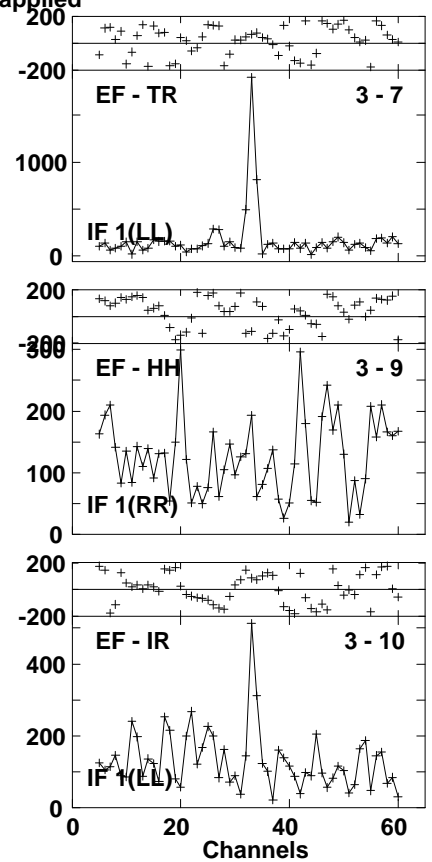 applied
200
-200
EF - TR 3 - 7
1000
IF 1(LL)
0
200
-200
300
EF - HH 3 - 9
200
100
IF 1(RR)
0
200
-200
EF - IR 3 - 10
400
200
IF 1(LL)
0
0 20 40 60
Channels